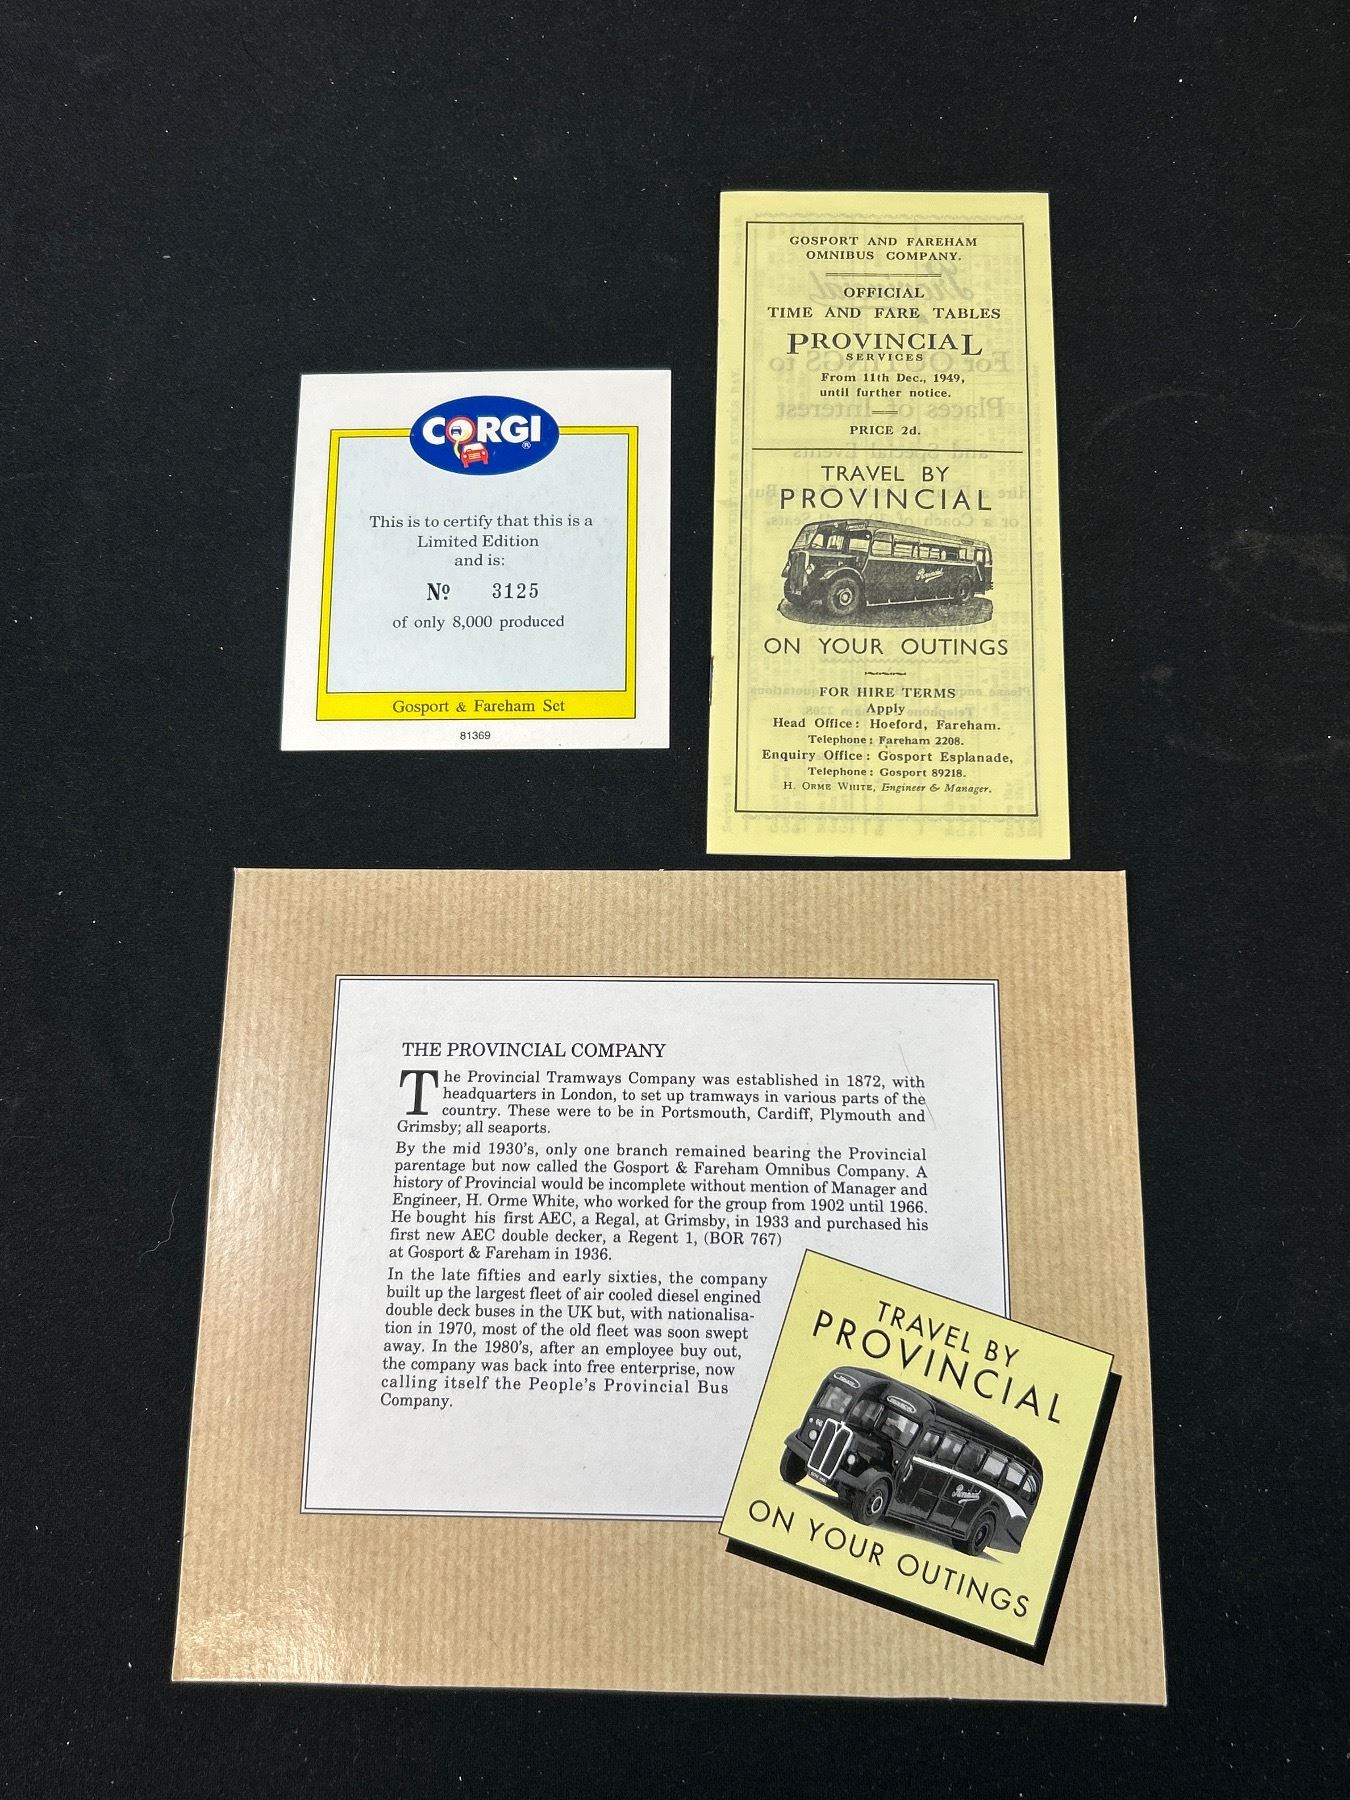 CORGI
®
This is to certify that this is a
Limited Edition
and is:
Nº 3125
of only 8,000 produced
Gosport & Fareham Set
81369
GOSPORT AND FAREHAM
OMNIBUS COMPANY.
OFFICIAL
TIME AND FARE TABLES
PROVINCIAL
SERVICES
From 11th Dec., 1949,
until further notice.
PRICE 2d.
TRAVEL BY
PROVINCIAL
Provincial
ON YOUR OUTINGS
FOR HIRE TERMS
Apply
Head Office: Hoeford, Fareham.
Telephone: Fareham 2208.
Enquiry Office: Gosport Esplanade,
Telephone: Gosport 89218.
H. ORME WHITE, Engineer & Manager.
THE PROVINCIAL COMPANY
The Provincial Tramways Company was established in 1872, with
headquarters in London, to set up tramways in various parts of the
country. These were to be in Portsmouth, Cardiff, Plymouth and
Grimsby; all seaports.
By the mid 1930's, only one branch remained bearing the Provincial
parentage but now called the Gosport & Fareham Omnibus Company. A
history of Provincial would be incomplete without mention of Manager and
Engineer, H. Orme White, who worked for the group from 1902 until 1966.
He bought his first AEC, a Regal, at Grimsby, in 1933 and purchased his
first new AEC double decker, a Regent 1, (BOR 767)
at Gosport & Fareham in 1936.
In the late fifties and early sixties, the company
built up the largest fleet of air cooled diesel engined
double deck buses in the UK but, with nationalisa-
tion in 1970, most of the old fleet was soon swept
away. In the 1980's, after an employee buy out,
the company was back into free enterprise, now
calling itself the People's Provincial Bus
Company.
TRAVEL BY
PROVINCIAL
66
Provincial
ON YOUR OUTINGS